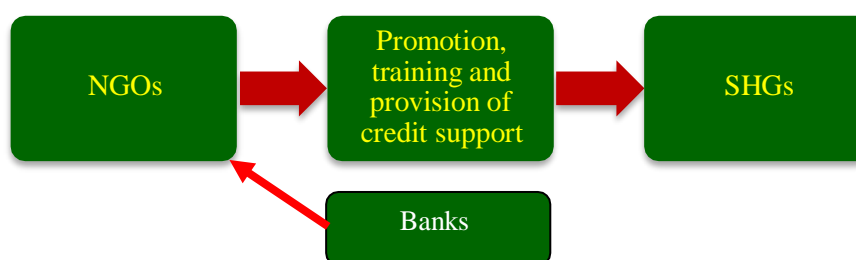 NGOs
Promotion,
training and
provision of
credit support
SHGs
Banks